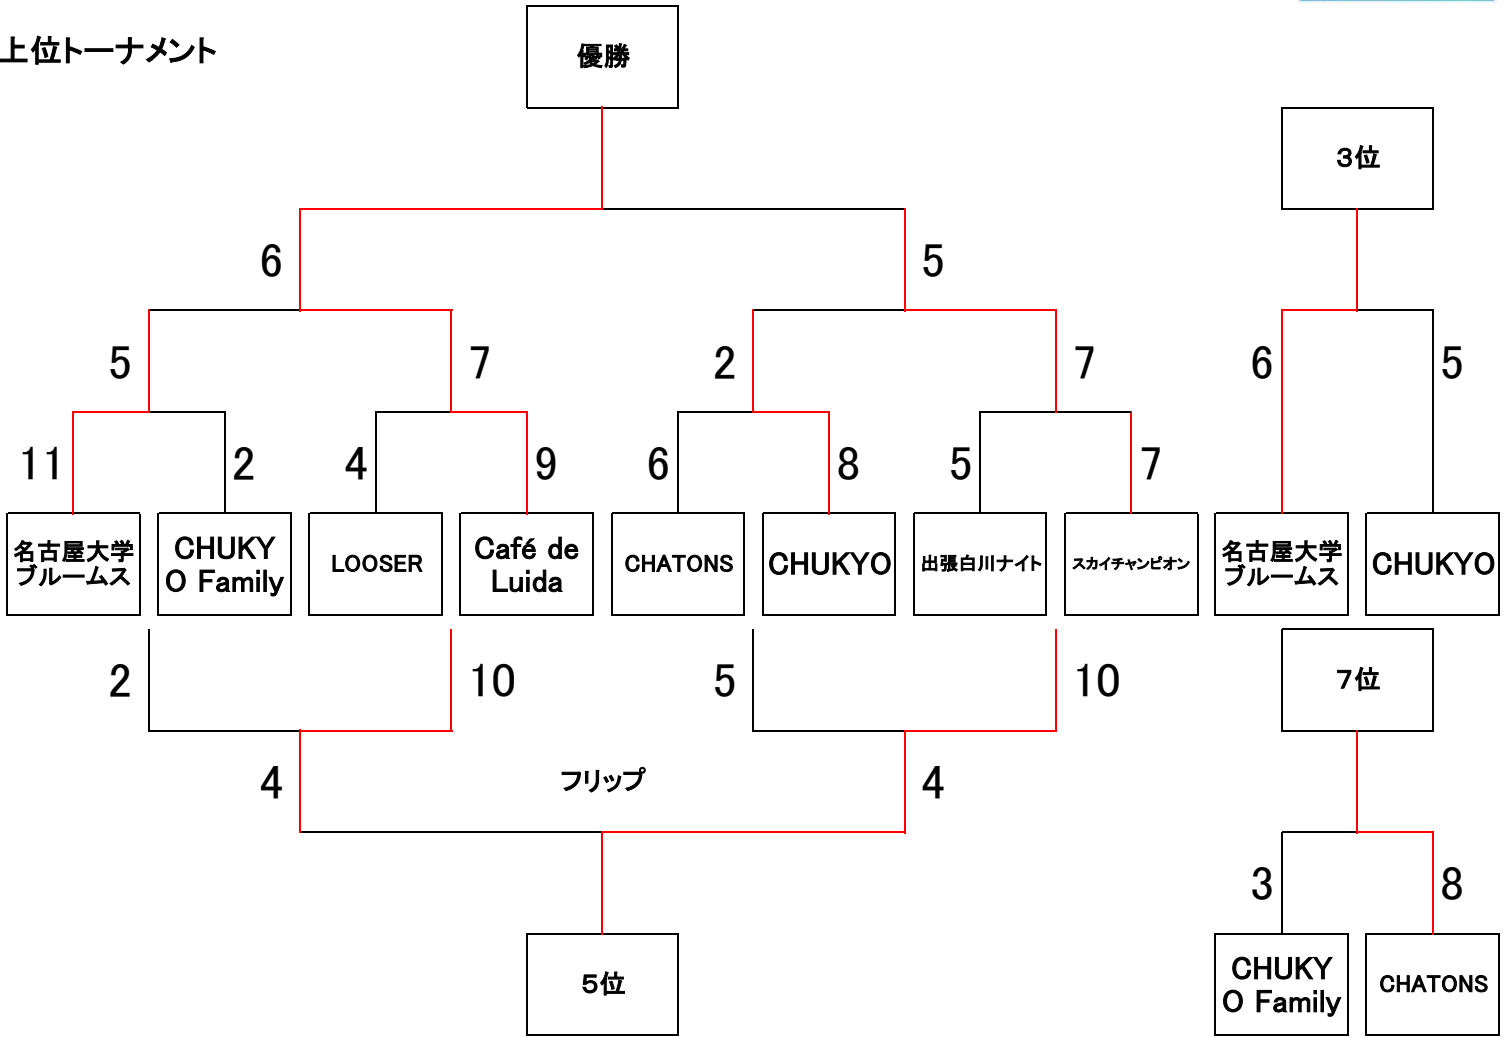 上位トーナメント
優勝
3位
6
5
5
7
2
7
6
5
11
2
4
9
6
8
5
7
名古屋大学
ブルームス
CHUKY
O Family
LOOSER
Café de
Luida
CHATONS
CHUKYO
出張白川ナイト
スカイチャンピオン
名古屋大学
ブルームス
CHUKYO
2
10
5
10
7位
4
フリップ
4
3
8
5位
CHUKY
O Family
CHATONS